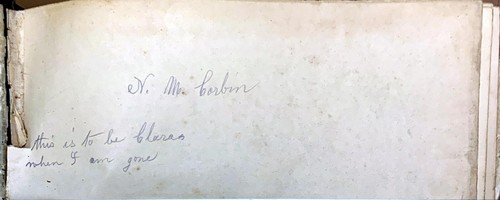 N. M. Corbin
this is to be Claras
when I am gone